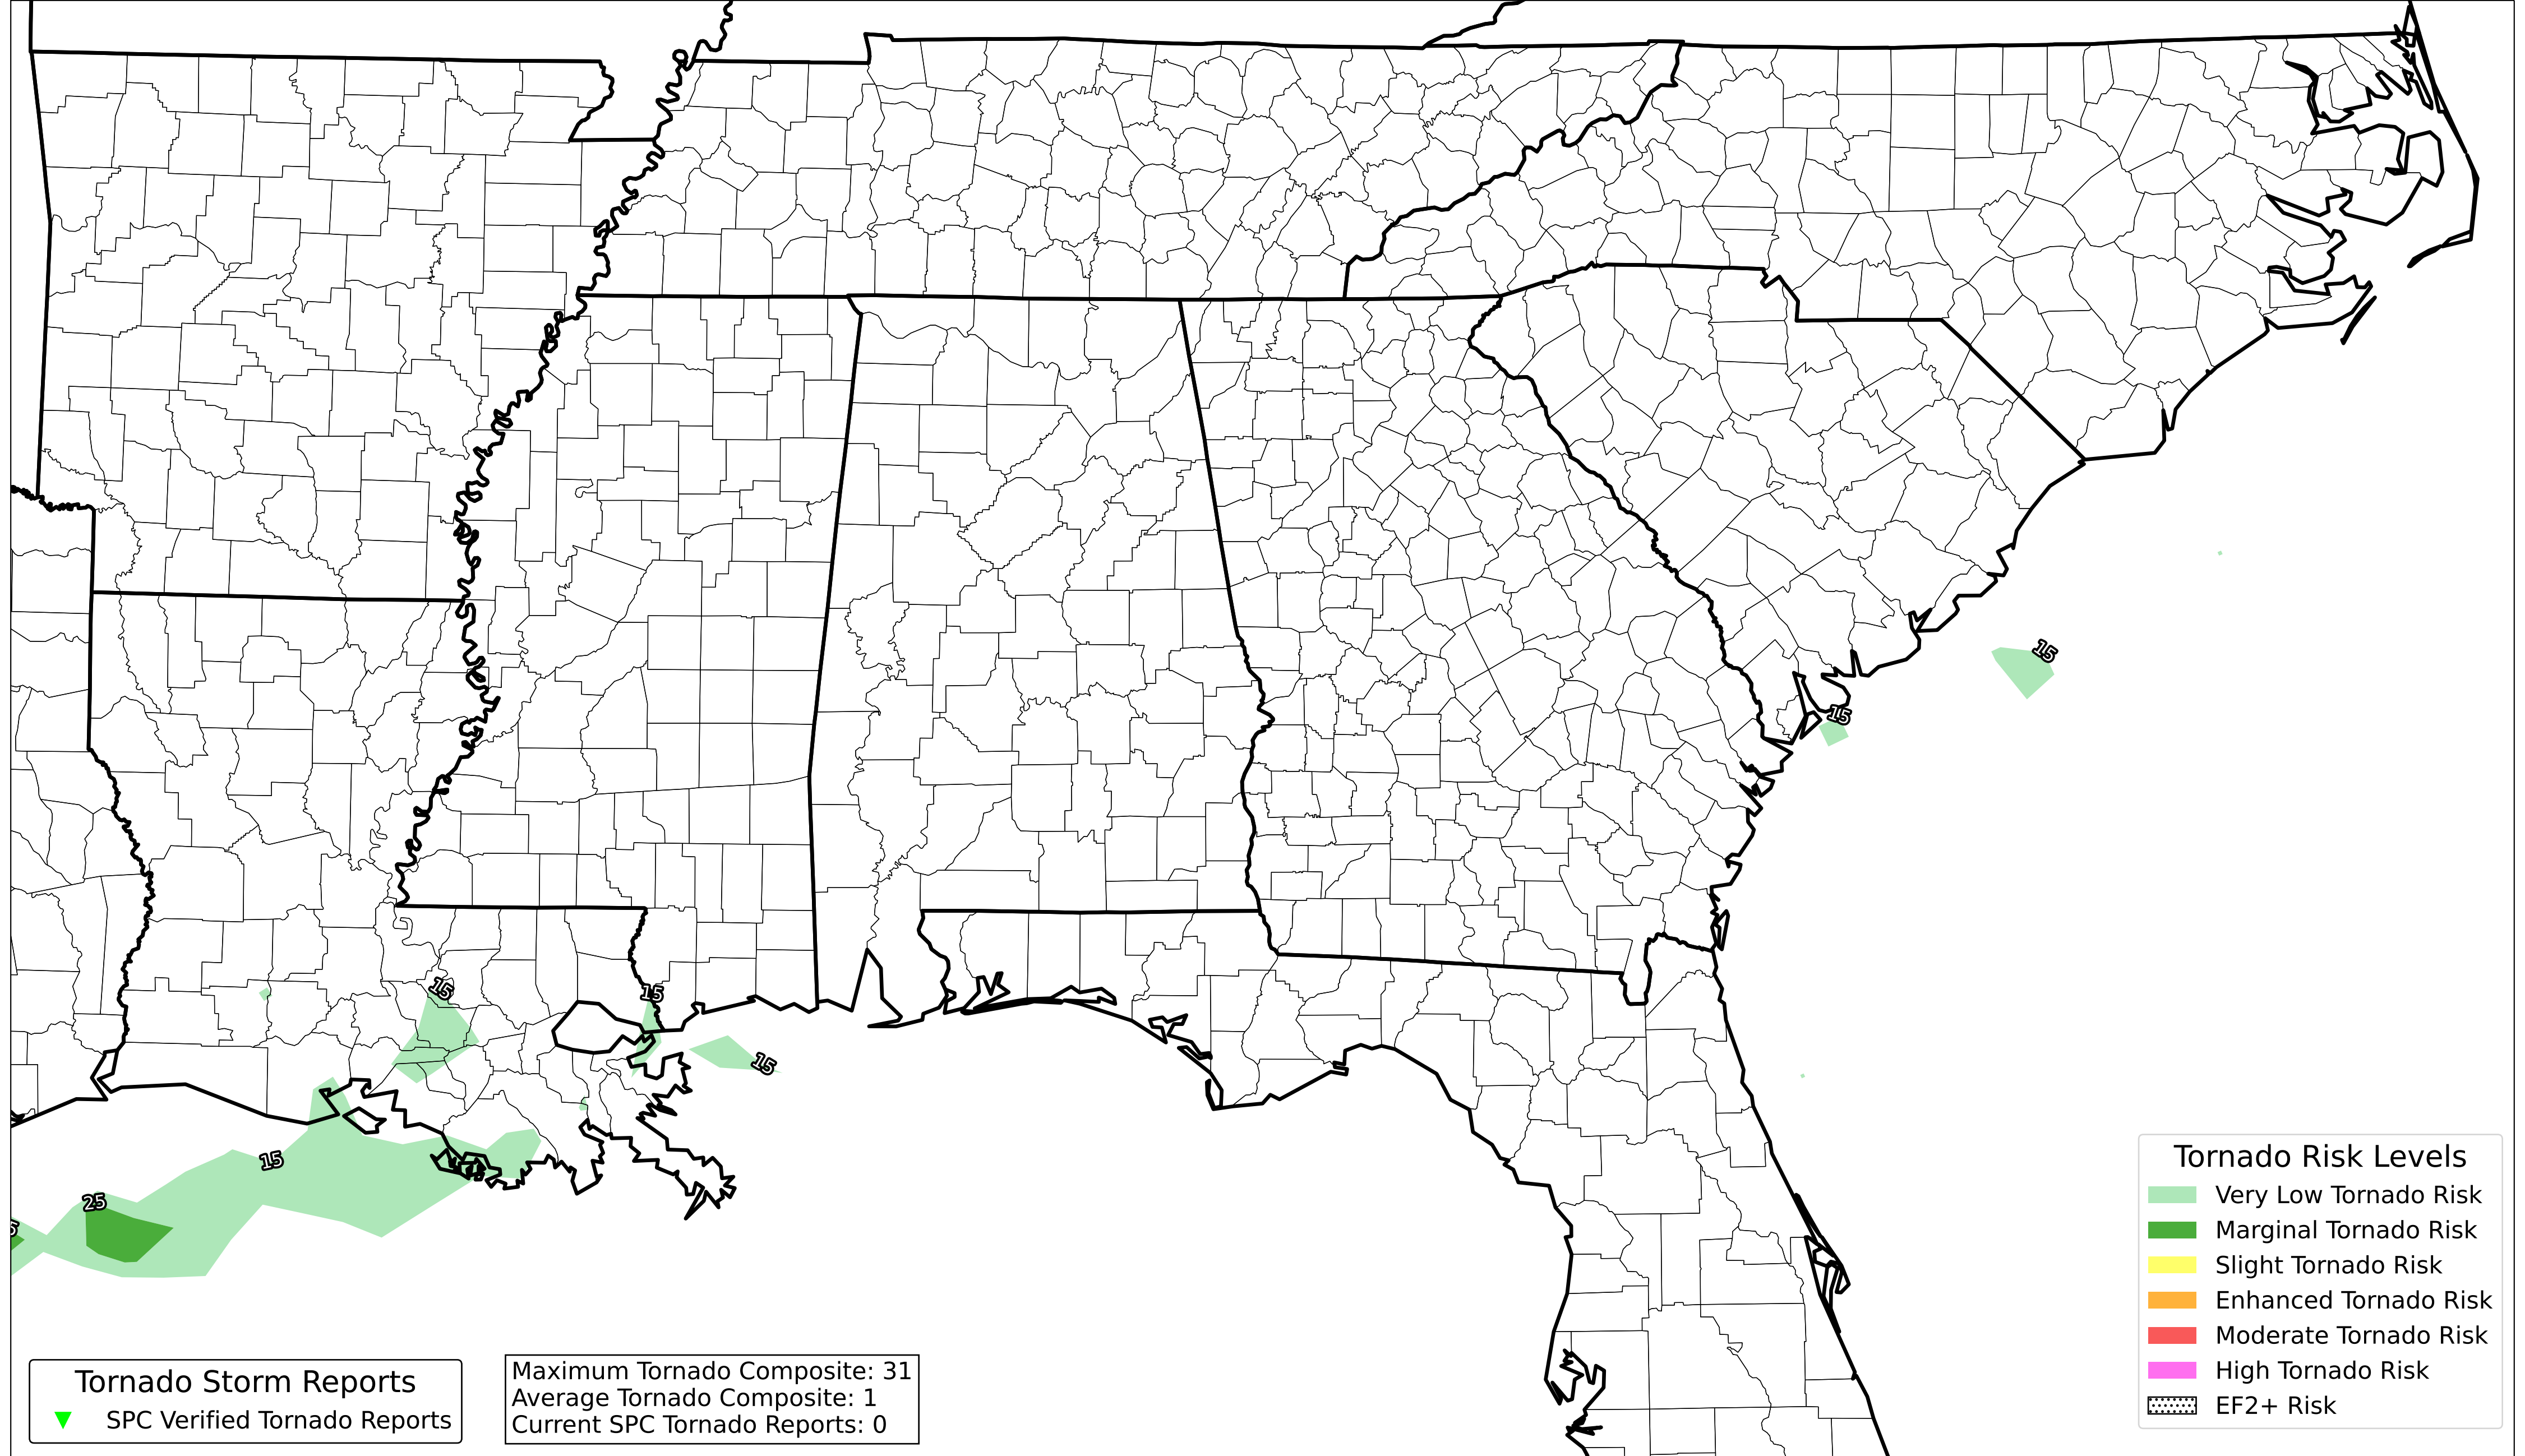 15
15
15
15
15
15
25
5
Tornado Risk Levels
Very Low Tornado Risk
Marginal Tornado Risk
Slight Tornado Risk
Enhanced Tornado Risk
Moderate Tornado Risk
High Tornado Risk
EF2+ Risk
Tornado Storm Reports
SPC Verified Tornado Reports
Maximum Tornado Composite: 31
Average Tornado Composite: 1
Current SPC Tornado Reports: 0